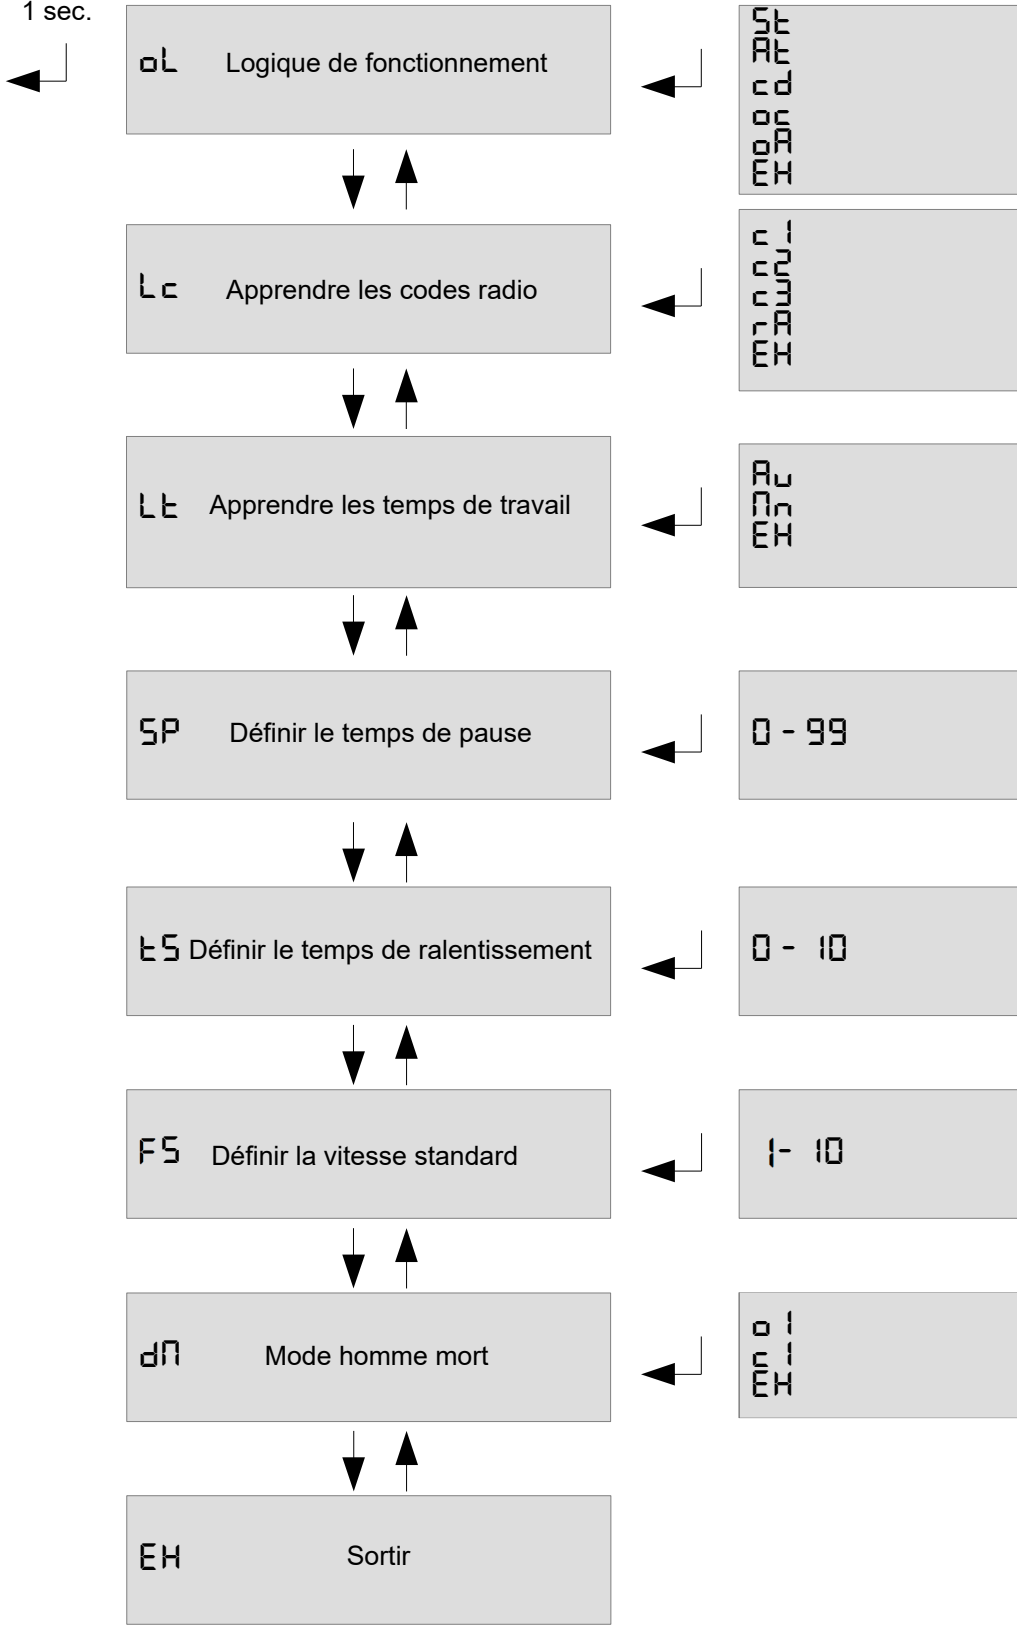 1 sec.
oL Logique de fonctionnement
St
At
cd
oc
oA
EH
Lc Apprendre les codes radio
c1
c2
c3
rA
EH
Lt Apprendre les temps de travail
Au
Mn
EH
SP Définir le temps de pause
0 - 99
tS Définir le temps de ralentissement
0 - 10
FS Définir la vitesse standard
1- 10
dM Mode homme mort
o1
c1
EH
EH Sortir